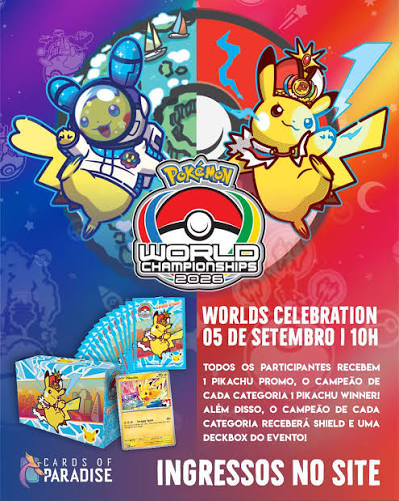 Pokémon
WORLD
CHAMPIONSHIPS
2026
WORLDS CELEBRATION
05 DE SETEMBRO | 10H
TODOS OS PARTICIPANTES RECEBEM
1 PIKACHU PROMO, O CAMPEÃO DE
CADA CATEGORIA 1 PIKACHU WINNER!
ALÉM DISSO, O CAMPEÃO DE CADA
CATEGORIA RECEBERÁ SHIELD E UMA
DECKBOX DO EVENTO!
CARDS OF
PARADISE
INGRESSOS NO SITE